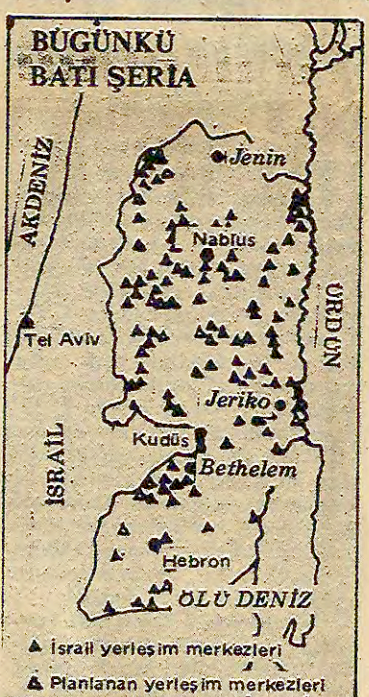 BUGÜNKÜ
BATI ŞERIA
AKDENİZ
Jenin
Nablus
ÜRDÜN
Tel Aviv
Jeriko
Kudüs
Bethelem
İSRAİL
Hebron
ÖLÜ DENİZ
İsrail yerleşim merkezleri
Planlanan yerleşim merkezleri